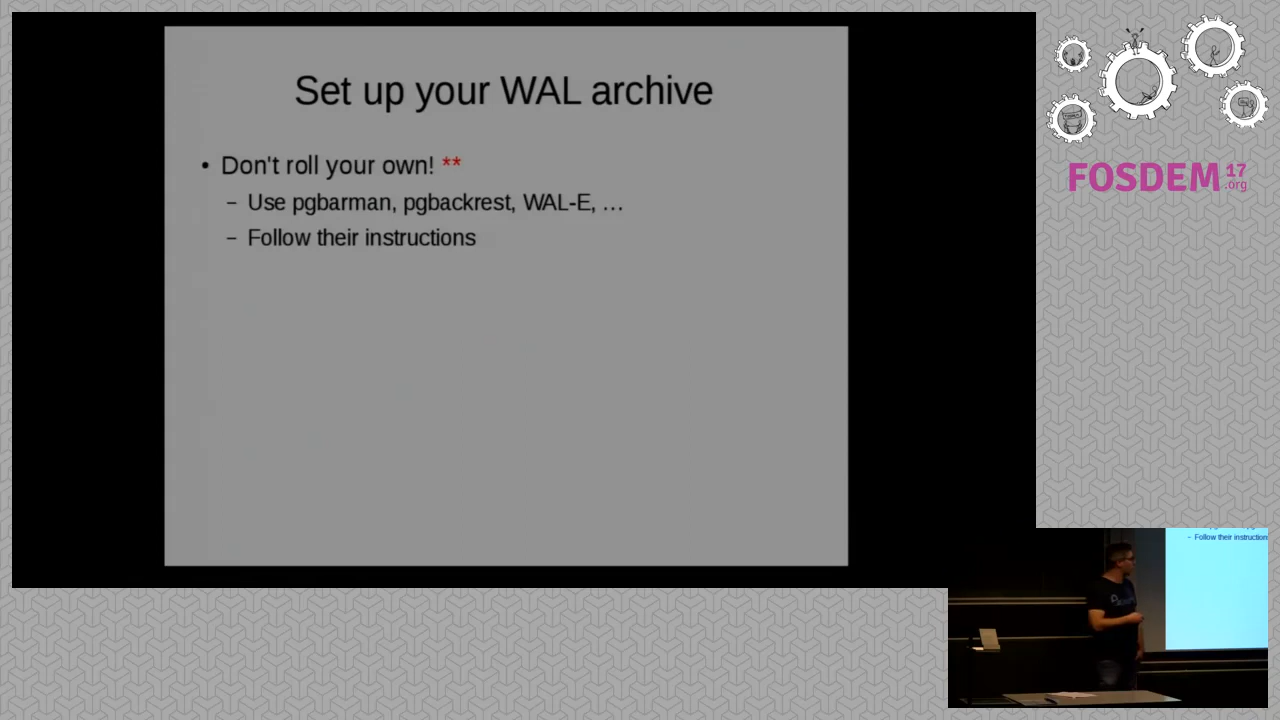 Set up your WAL archive
• Don't roll your own! **
– Use pgbarman, pgbackrest, WAL-E, …
– Follow their instructions
FOSDEM 17
.org
– Follow their instruction